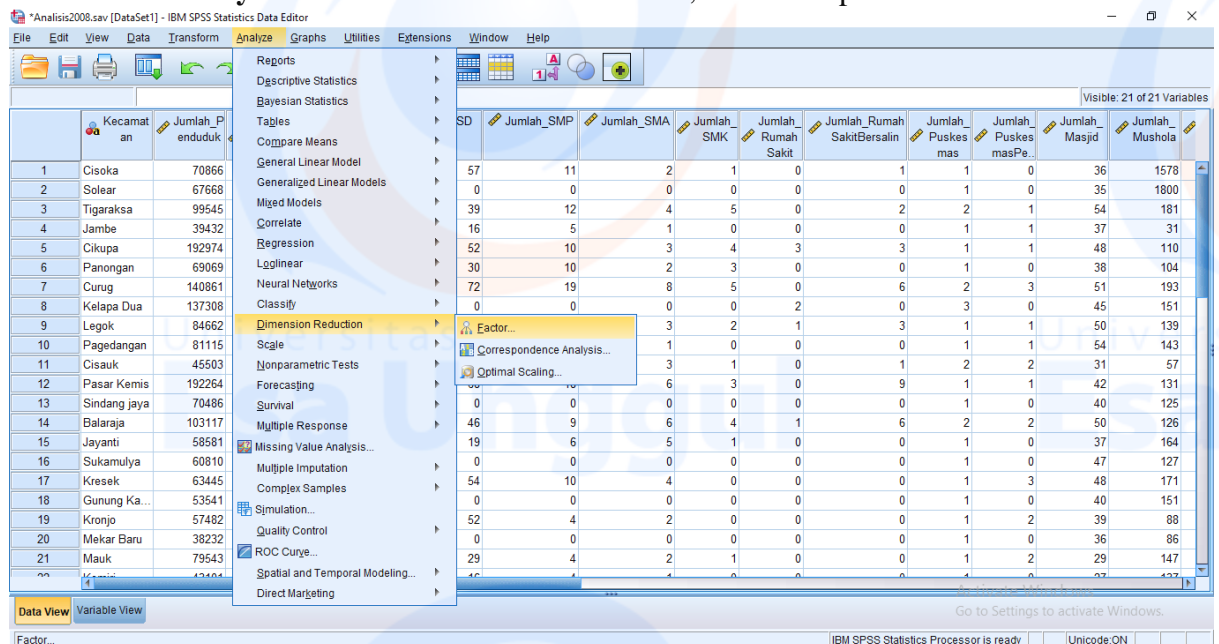 *Analisis2008.sav [DataSet1] - IBM SPSS Statistics Data Editor
File Edit View Data Transform Analyze Graphs Utilities Extensions Window Help
Visible: 21 of 21 Variables
Kecamatan Jumlah_Penduduk SD Jumlah_SMP Jumlah_SMA Jumlah_SMK Jumlah_RumahSakit Jumlah_RumahSakitBersalin Jumlah_Puskesmas Jumlah_PuskesmasPe... Jumlah_Masjid Jumlah_Mushola
1 Cisoka 70866 57 11 2 1 0 1 1 0 36 1578
2 Solear 67668 0 0 0 0 0 0 1 0 35 1800
3 Tigaraksa 99545 39 12 4 5 0 2 2 1 54 181
4 Jambe 39432 16 5 1 0 0 0 1 1 37 31
5 Cikupa 192974 52 10 3 4 3 3 1 1 48 110
6 Panongan 69069 30 10 2 3 0 0 1 0 38 104
7 Curug 140861 72 19 8 5 0 6 2 3 51 193
8 Kelapa Dua 137308 0 0 0 0 2 0 3 0 45 151
9 Legok 84662 3 2 1 3 1 1 50 139
10 Pagedangan 81115 1 0 0 0 1 1 54 143
11 Cisauk 45503 3 1 0 1 2 2 31 57
12 Pasar Kemis 192264 6 3 0 9 1 1 42 131
13 Sindang jaya 70486 0 0 0 0 0 0 1 0 40 125
14 Balaraja 103117 46 9 6 4 1 6 2 2 50 126
15 Jayanti 58581 19 6 5 1 0 0 1 0 37 164
16 Sukamulya 60810 0 0 0 0 0 0 1 0 47 127
17 Kresek 63445 54 10 4 0 0 0 1 3 48 171
18 Gunung Ka... 53541 0 0 0 0 0 0 1 0 40 151
19 Kronjo 57482 52 4 2 0 0 0 1 2 39 88
20 Mekar Baru 38232 0 0 0 0 0 0 1 0 36 86
21 Mauk 79543 29 4 2 1 0 0 1 2 29 147
Reports
Descriptive Statistics
Bayesian Statistics
Tables
Compare Means
General Linear Model
Generalized Linear Models
Mixed Models
Correlate
Regression
Loglinear
Neural Networks
Classify
Dimension Reduction
Scale
Nonparametric Tests
Forecasting
Survival
Multiple Response
Missing Value Analysis...
Multiple Imputation
Complex Samples
Simulation...
Quality Control
ROC Curve...
Spatial and Temporal Modeling...
Direct Marketing
Factor...
Correspondence Analysis...
Optimal Scaling...
Universitas
Esa Unggul
Univer
Esa
Activate Windows
Go to Settings to activate Windows.
Data View Variable View
Factor... IBM SPSS Statistics Processor is ready Unicode:ON